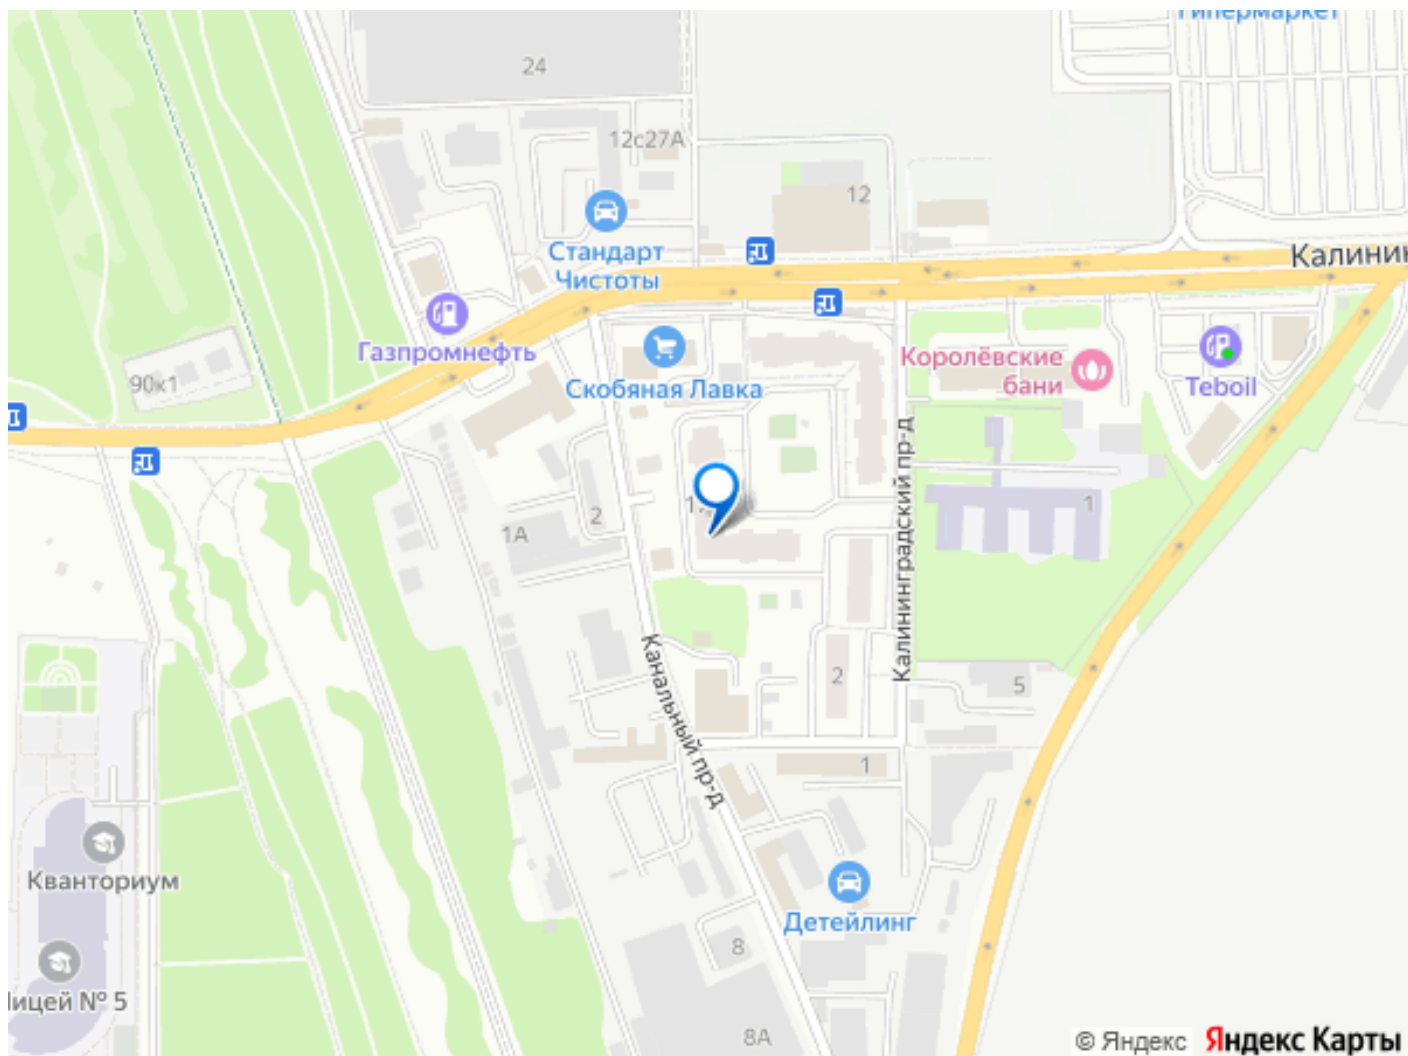 Гипермаркет
24
12с27А
12
Стандарт
Чистоты
Калинин
Газпромнефть
Скобяная Лавка
Королёвские
бани
Teboil
90к1
1А
2
1
Калининградский пр-д
Канальный пр-д
2
5
1
Кванториум
Детейлинг
8
Лицей № 5
8А
© Яндекс
Яндекс Карты